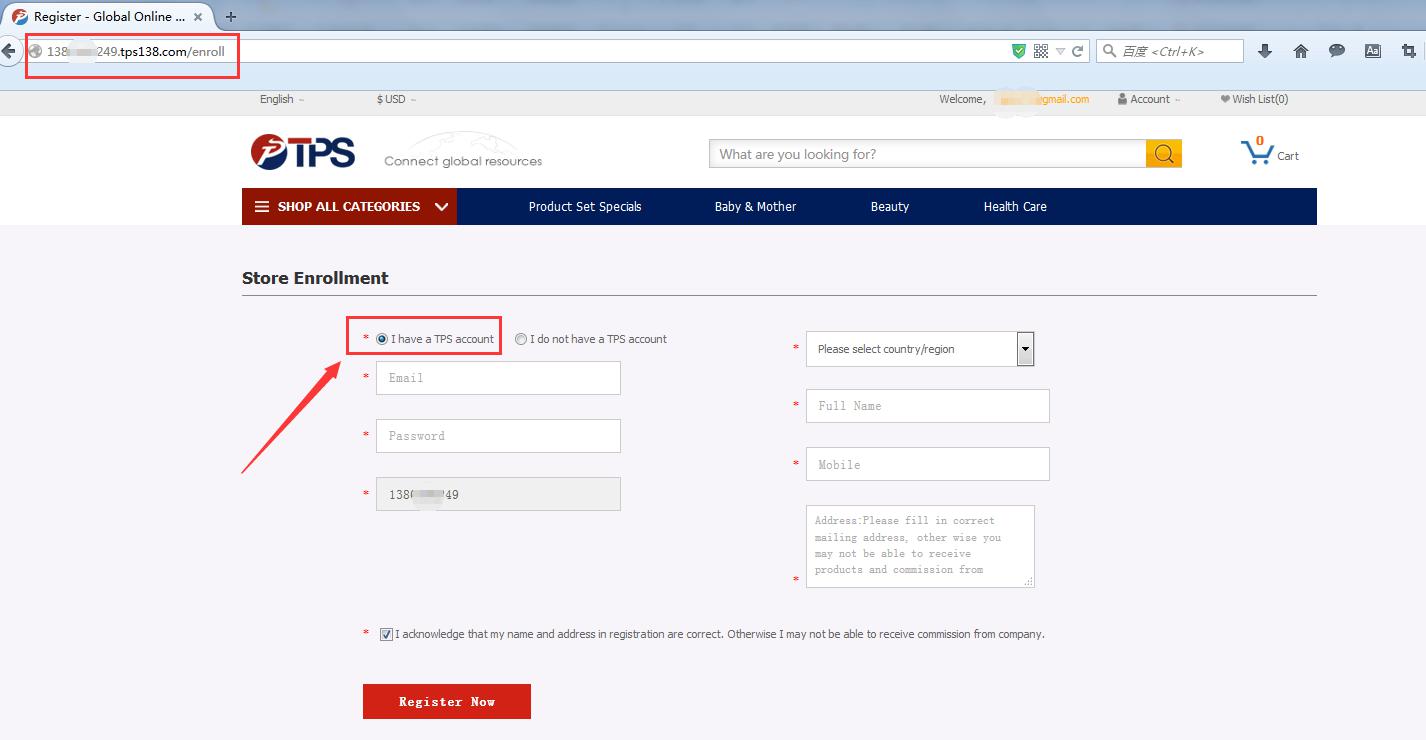 Register - Global Online ...
138 249.tps138.com/enroll
百度 <Ctrl+K>
English
$ USD
Welcome, @gmail.com
Account
Wish List(0)
TPS
Connect global resources
What are you looking for?
0
Cart
SHOP ALL CATEGORIES
Product Set Specials
Baby & Mother
Beauty
Health Care
Store Enrollment
* I have a TPS account
I do not have a TPS account
* Email
* Password
* 138 249
* Please select country/region
* Full Name
* Mobile
Address:Please fill in correct
mailing address, other wise you
may not be able to receive
* products and commission from
* I acknowledge that my name and address in registration are correct. Otherwise I may not be able to receive commission from company.
Register Now